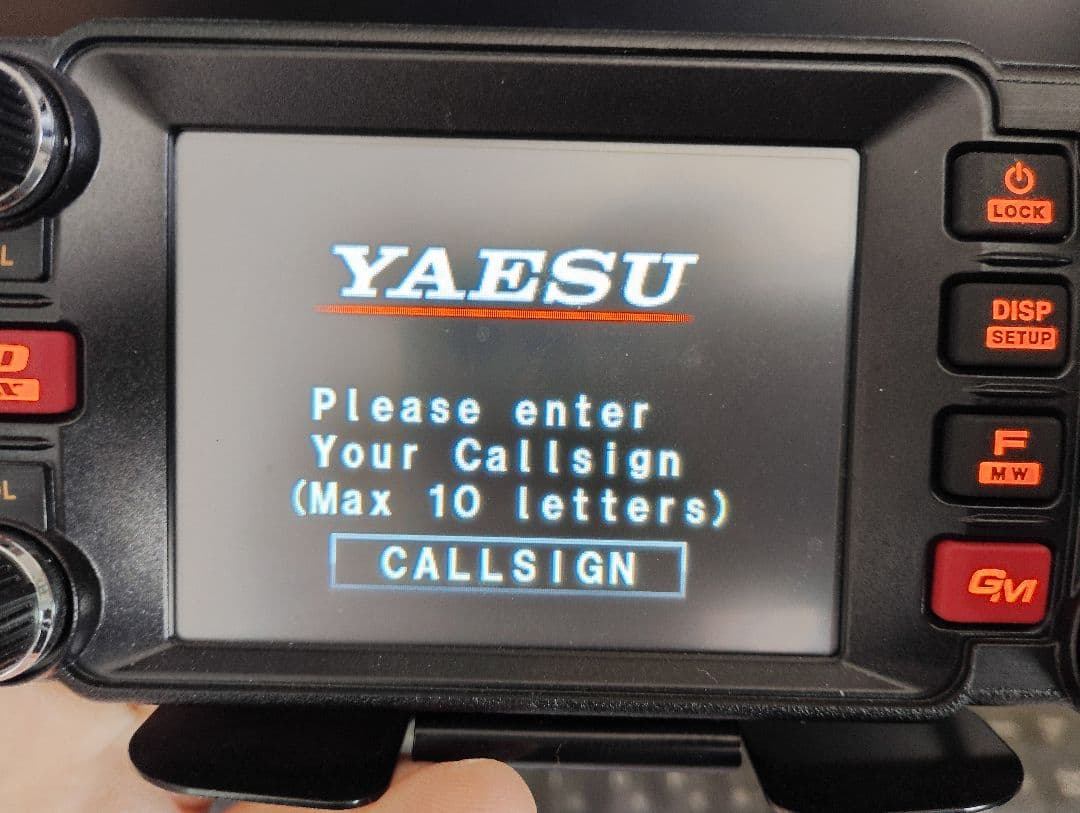 YAESU
Please enter
Your Callsign
(Max 10 letters)
CALLSIGN
LOCK
DISP
SETUP
F
MW
GM